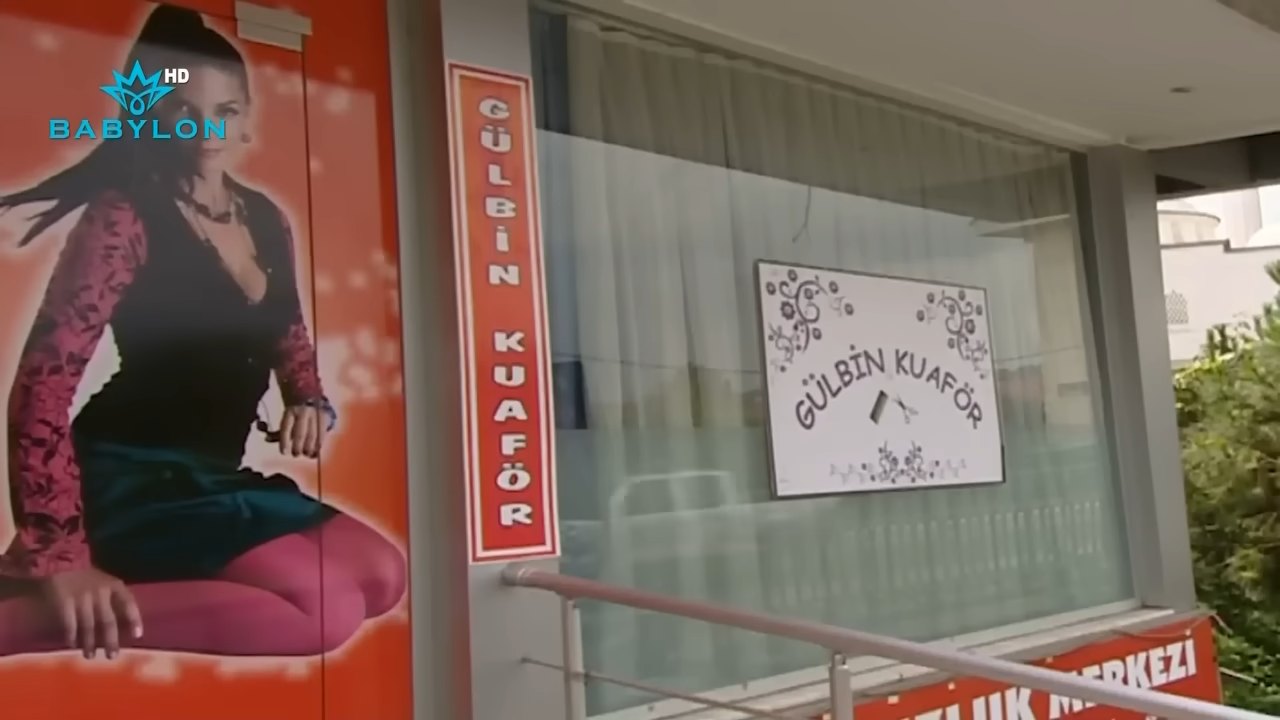 HD
BABYLON
GÜLBİN KUAFÖR
GÜLBİN KUAFÖR
MERKEZİ